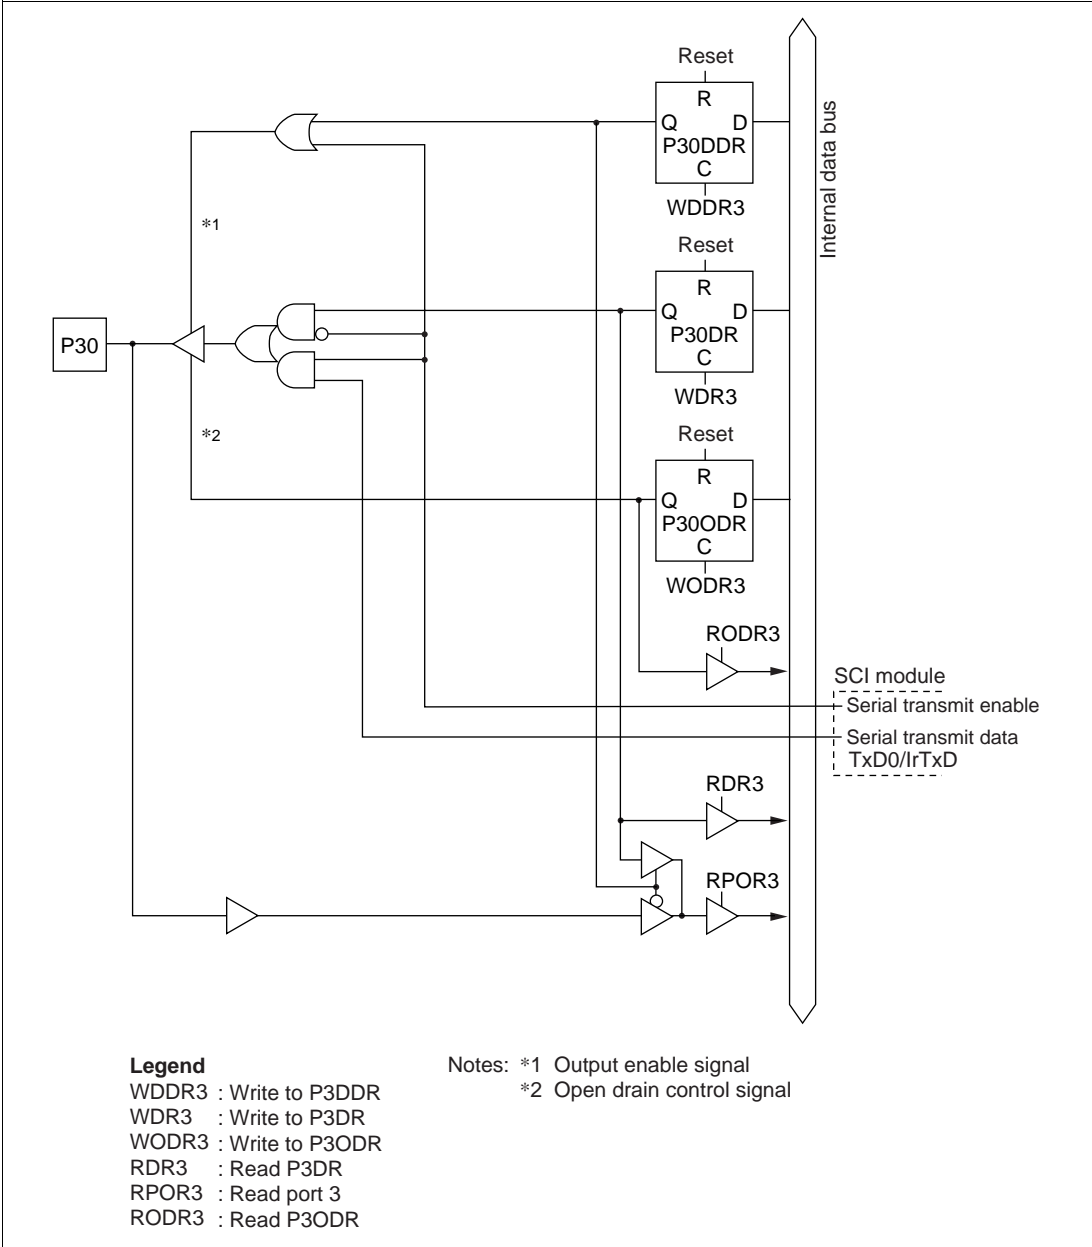 Reset
R
Q D
P30DDR
C
WDDR3
Internal data bus
*1
Reset
R
Q D
P30DR
C
WDR3
P30
*2
Reset
R
Q D
P30ODR
C
WODR3
RODR3
SCI module
Serial transmit enable
Serial transmit data
TxD0/IrTxD
RDR3
RPOR3
Legend
WDDR3 : Write to P3DDR
WDR3 : Write to P3DR
WODR3 : Write to P3ODR
RDR3 : Read P3DR
RPOR3 : Read port 3
RODR3 : Read P3ODR
Notes: *1 Output enable signal
*2 Open drain control signal